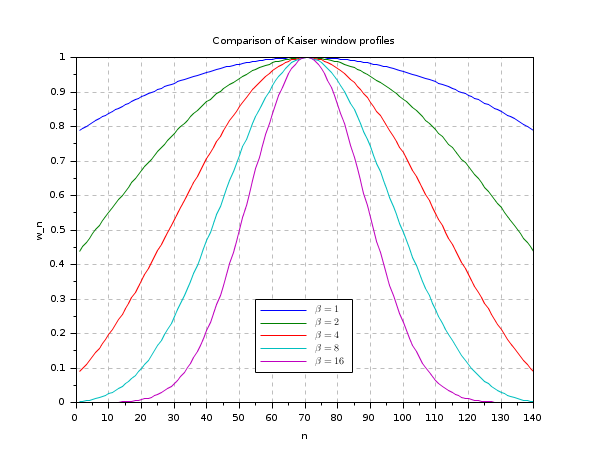 Comparison of Kaiser window profiles
1
0.9
0.8
0.7
0.6
0.5
0.4
0.3
0.2
0.1
0
w_n
β = 1
β = 2
β = 4
β = 8
β = 16
0 10 20 30 40 50 60 70 80 90 100 110 120 130 140
n